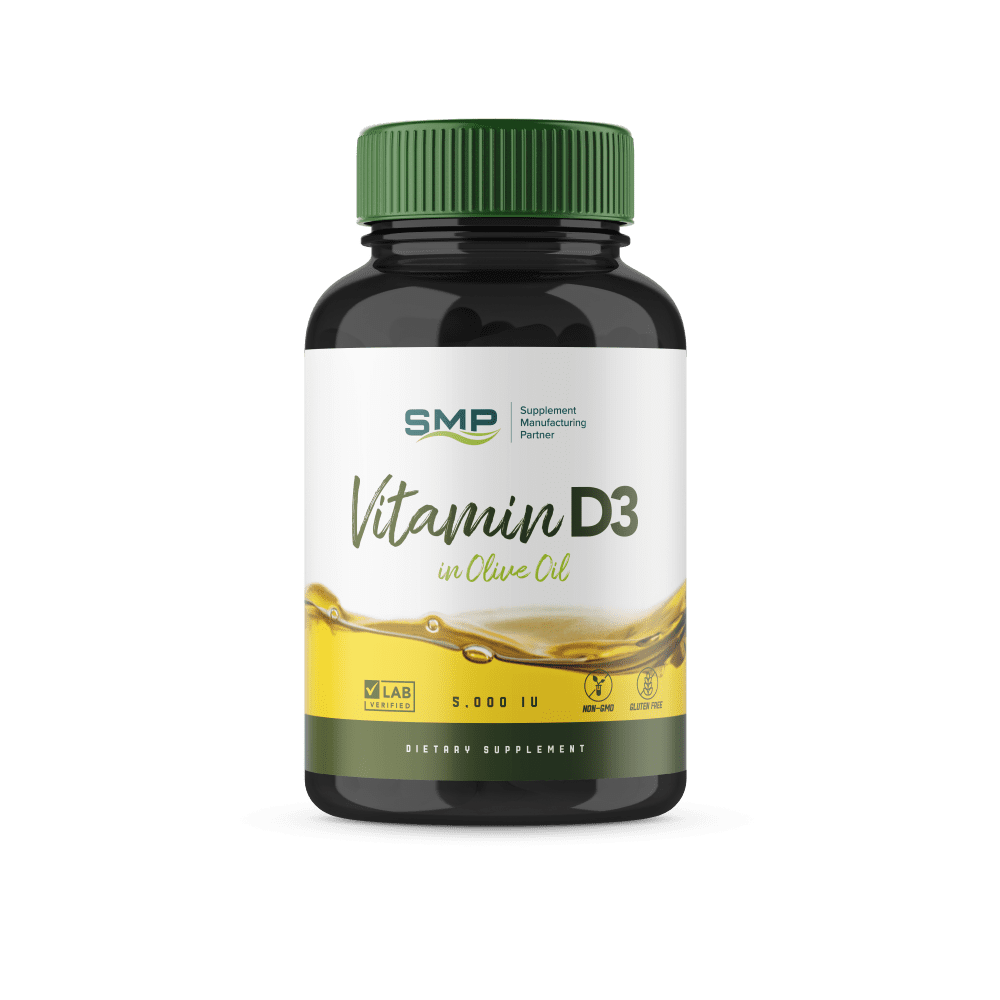 SMP
Supplement
Manufacturing
Partner
Vitamin D3
in Olive Oil
LAB
VERIFIED
5,000 IU
NON-GMO
GLUTEN FREE
DIETARY SUPPLEMENT